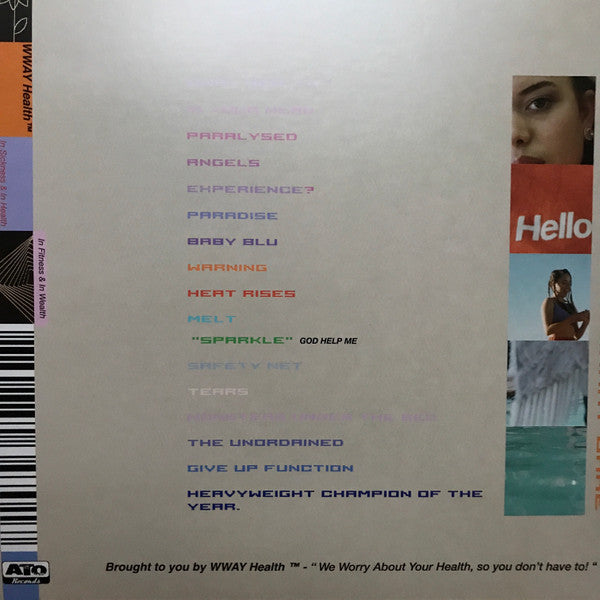 WWAY Health™
In Sickness & In Health
In Fitness & In Wealth
PARALYSED
ANGELS
EXPERIENCE?
PARADISE
BABY BLU
WARNING
HEAT RISES
MELT
"SPARKLE" GOD HELP ME
SAFETY NET
TEARS
THE UNORDAINED
GIVE UP FUNCTION
HEAVYWEIGHT CHAMPION OF THE
YEAR.
Hello
ATO
Records
Brought to you by WWAY Health ™ - “ We Worry About Your Health, so you don't have to! “